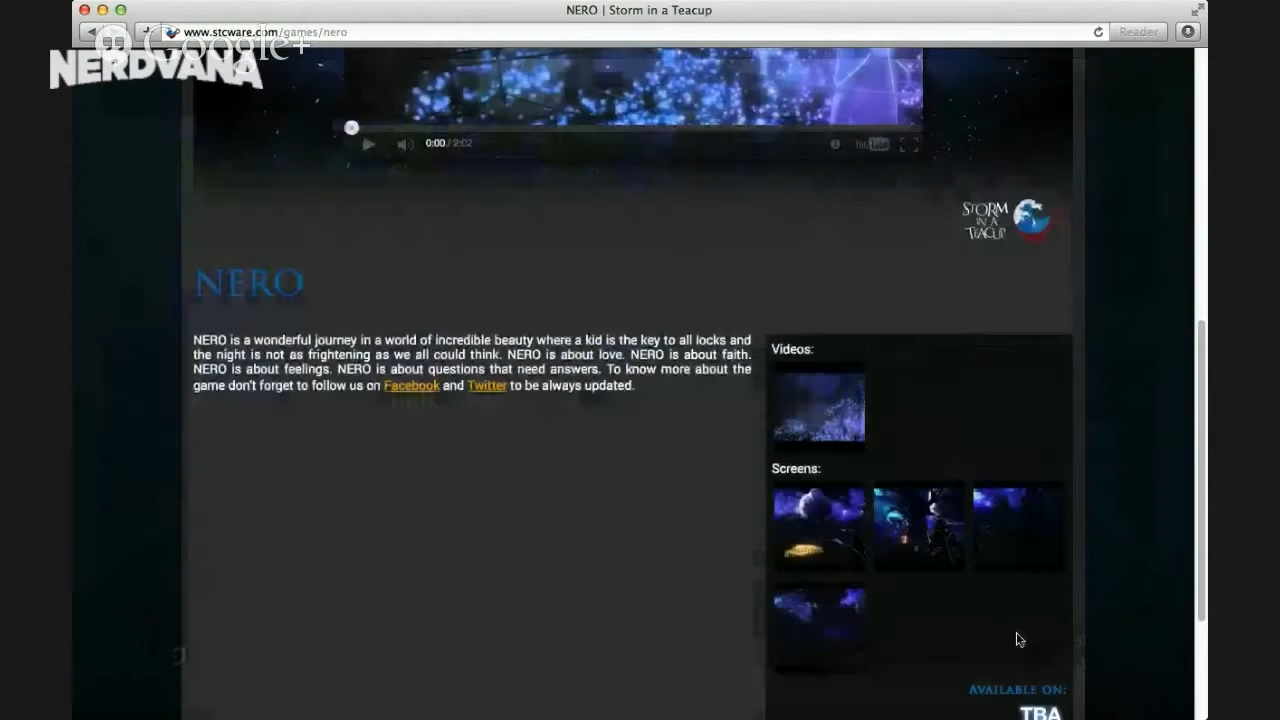 NERO | Storm in a Teacup
www.stcware.com/games/nero
Reader
Google+
NERDVANA
0:00 / 2:02
YouTube
STORM
IN A
TEACUP
NERO
NERO is a wonderful journey in a world of incredible beauty where a kid is the key to all locks and
the night is not as frightening as we all could think. NERO is about love. NERO is about faith.
NERO is about feelings. NERO is about questions that need answers. To know more about the
game don't forget to follow us on Facebook and Twitter to be always updated.
Videos:
Screens:
AVAILABLE ON:
TBA